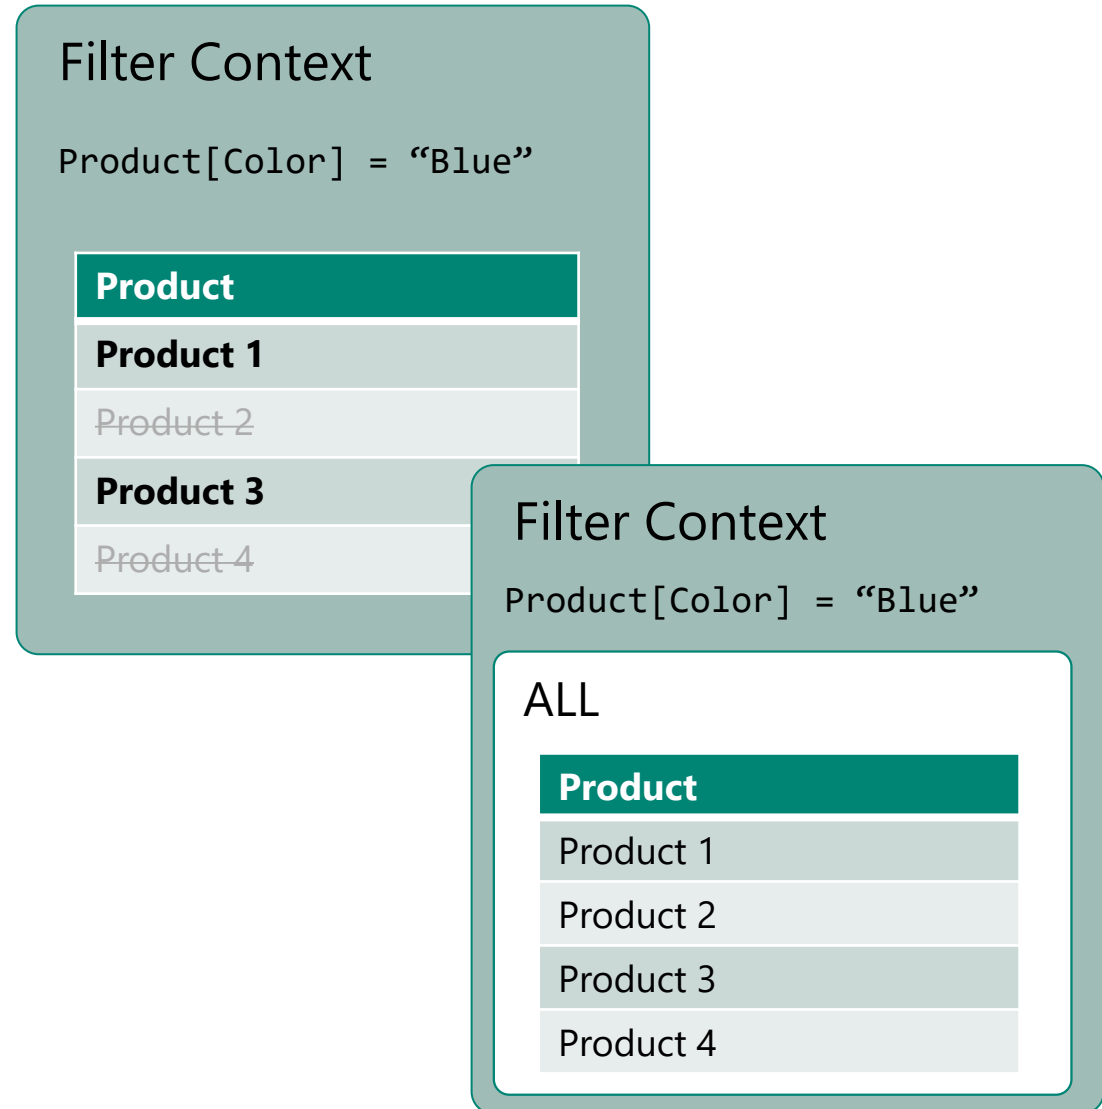 Filter Context
Product[Color] = “Blue”
Product
Product 1
Product 2
Product 3
Product 4
Filter Context
Product[Color] = “Blue”
ALL
Product
Product 1
Product 2
Product 3
Product 4